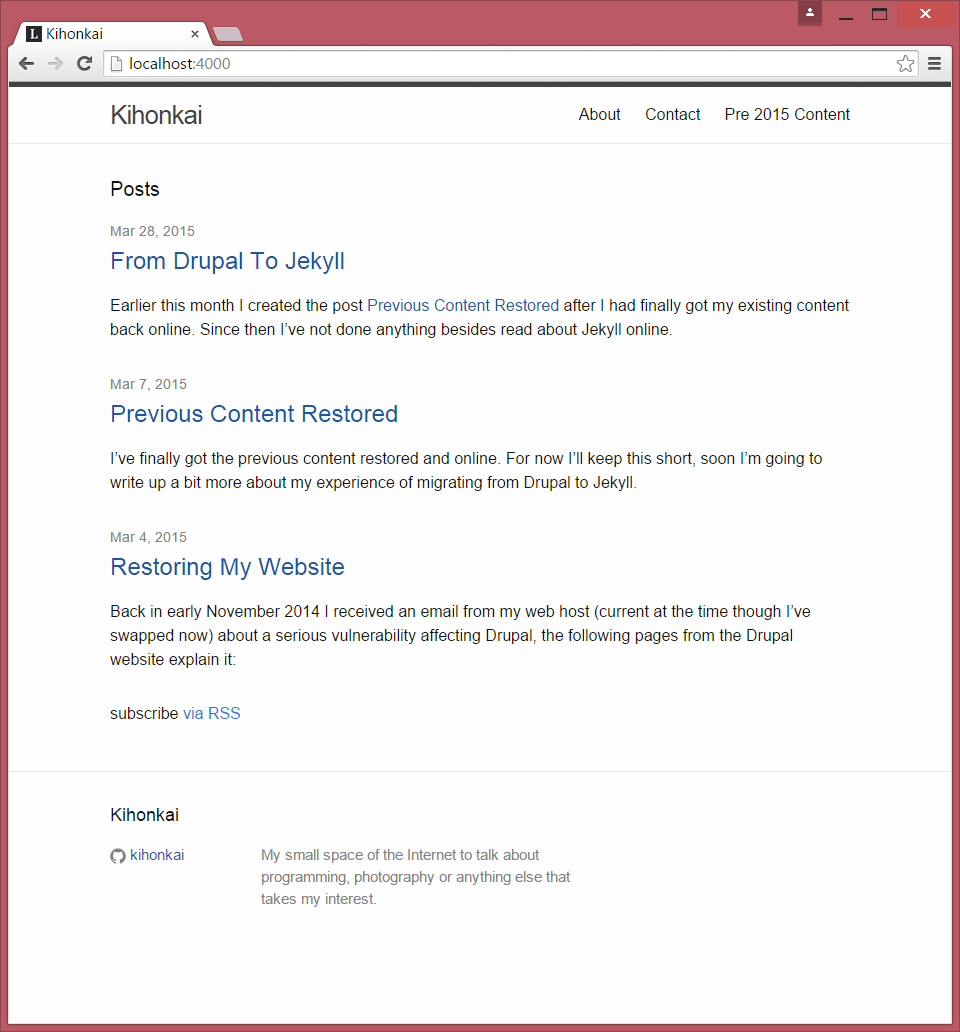 L Kihonkai
localhost:4000
Kihonkai
About Contact Pre 2015 Content
Posts
Mar 28, 2015
From Drupal To Jekyll
Earlier this month I created the post Previous Content Restored after I had finally got my existing content
back online. Since then I’ve not done anything besides read about Jekyll online.
Mar 7, 2015
Previous Content Restored
I’ve finally got the previous content restored and online. For now I’ll keep this short, soon I’m going to
write up a bit more about my experience of migrating from Drupal to Jekyll.
Mar 4, 2015
Restoring My Website
Back in early November 2014 I received an email from my web host (current at the time though I’ve
swapped now) about a serious vulnerability affecting Drupal, the following pages from the Drupal
website explain it:
subscribe via RSS
Kihonkai
kihonkai
My small space of the Internet to talk about
programming, photography or anything else that
takes my interest.